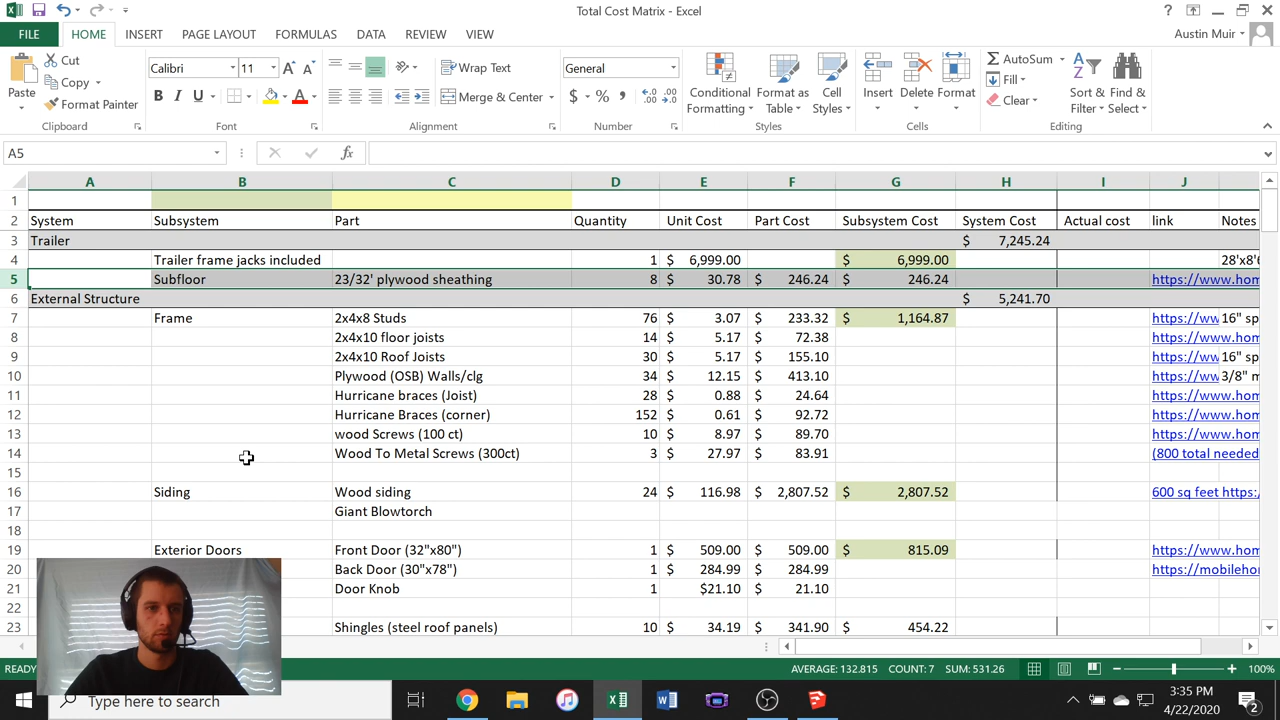 Total Cost Matrix - Excel
?
FILE HOME INSERT PAGE LAYOUT FORMULAS DATA REVIEW VIEW Austin Muir
Paste Cut Copy Format Painter
Calibri 11 B I U A
Wrap Text Merge & Center
General $ %
Conditional Formatting Format as Table Cell Styles
Insert Delete Format
AutoSum Fill Clear Sort & Filter Find & Select
Clipboard Font Alignment Number Styles Cells Editing
A5 fx
A B C D E F G H I J
1
2 System Subsystem Part Quantity Unit Cost Part Cost Subsystem Cost System Cost Actual cost link Notes
3 Trailer $ 7,245.24
4 Trailer frame jacks included 1 $ 6,999.00 $ 6,999.00 28'x8'6
5 Subfloor 23/32' plywood sheathing 8 $ 30.78 $ 246.24 $ 246.24 https://www.hom
6 External Structure $ 5,241.70
7 Frame 2x4x8 Studs 76 $ 3.07 $ 233.32 $ 1,164.87 https://ww 16" sp
8 2x4x10 floor joists 14 $ 5.17 $ 72.38 https://www.hom
9 2x4x10 Roof Joists 30 $ 5.17 $ 155.10 https://ww 16" sp
10 Plywood (OSB) Walls/clg 34 $ 12.15 $ 413.10 https://ww 3/8" m
11 Hurricane braces (Joist) 28 $ 0.88 $ 24.64 https://www.hom
12 Hurricane Braces (corner) 152 $ 0.61 $ 92.72 https://www.hom
13 wood Screws (100 ct) 10 $ 8.97 $ 89.70 https://www.hom
14 Wood To Metal Screws (300ct) 3 $ 27.97 $ 83.91 (800 total needed
15
16 Siding Wood siding 24 $ 116.98 $ 2,807.52 $ 2,807.52 600 sq feet https:/
17 Giant Blowtorch
18
19 Exterior Doors Front Door (32"x80") 1 $ 509.00 $ 509.00 $ 815.09 https://www.hom
20 Back Door (30"x78") 1 $ 284.99 $ 284.99 https://mobileho
21 Door Knob 1 $21.10 $ 21.10
22
23 Shingles (steel roof panels) 10 $ 34.19 $ 341.90 $ 454.22
READY AVERAGE: 132.815 COUNT: 7 SUM: 531.26 100%
Type here to search 3:35 PM
4/22/2020 2